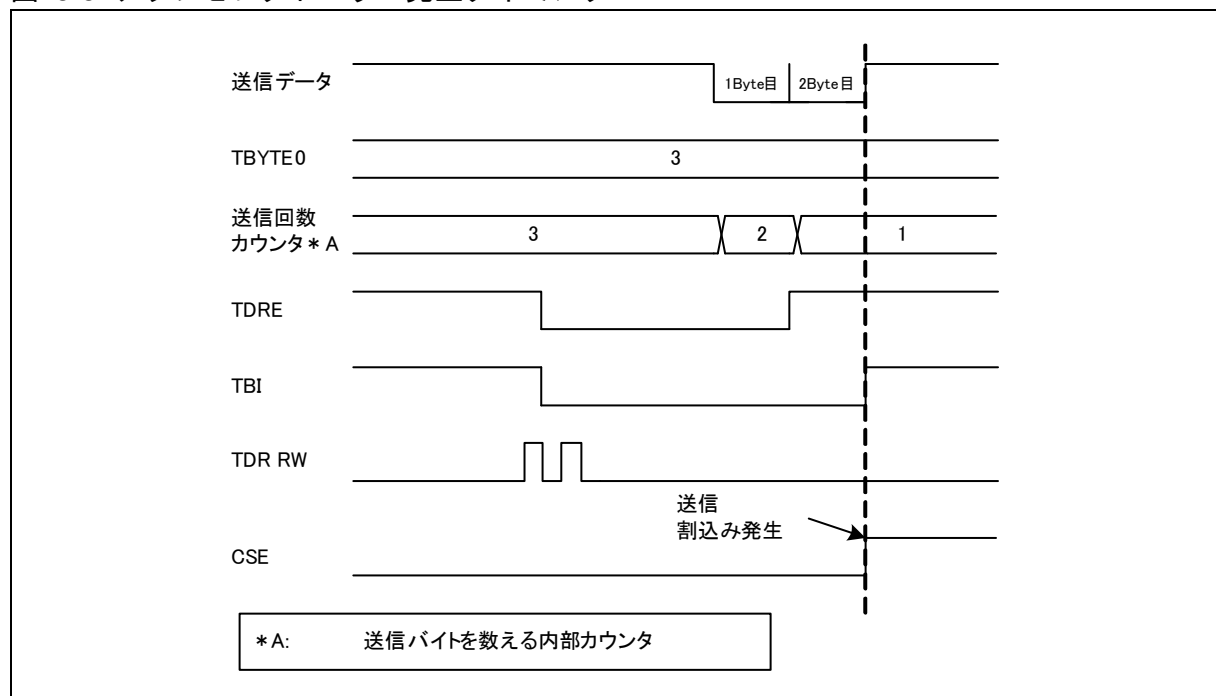 送信データ
1Byte目 2Byte目
TBYTE0
3
送信回数
カウンタ*A
3 2 1
TDRE
TBI
TDR RW
送信
割込み発生
CSE
*A: 送信バイトを数える内部カウンタ